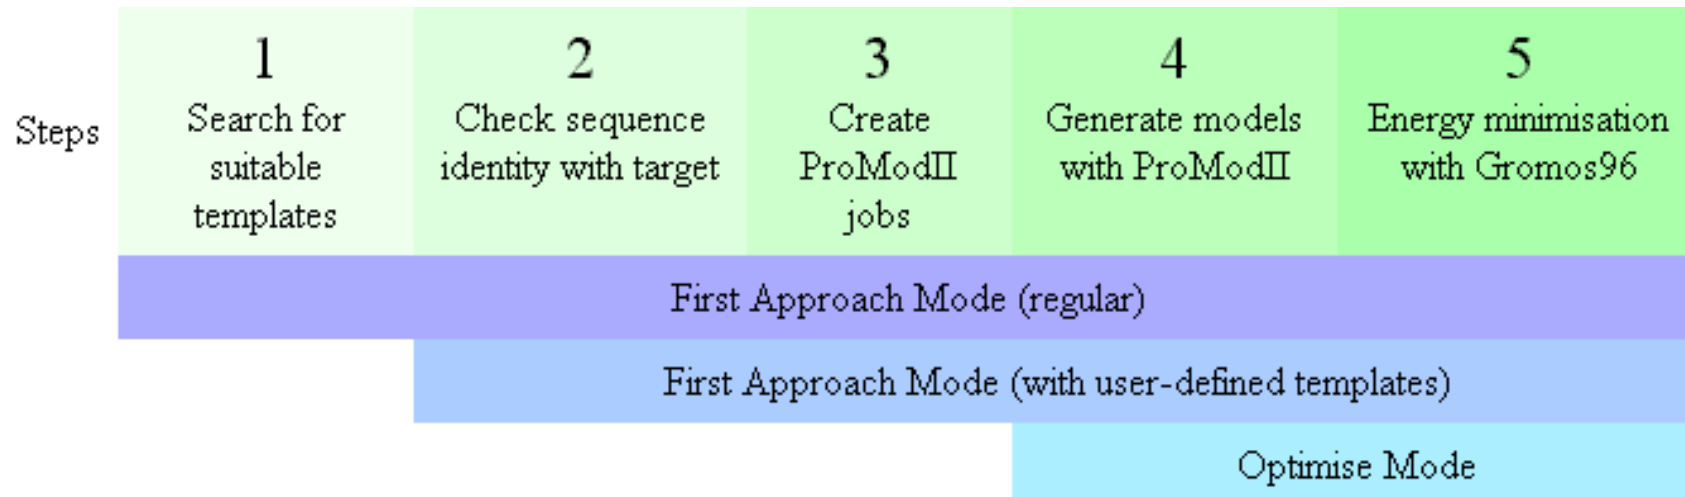 Steps
1
Search for
suitable
templates
2
Check sequence
identity with target
3
Create
ProModII
jobs
4
Generate models
with ProModII
5
Energy minimisation
with Gromos96
First Approach Mode (regular)
First Approach Mode (with user-defined templates)
Optimise Mode